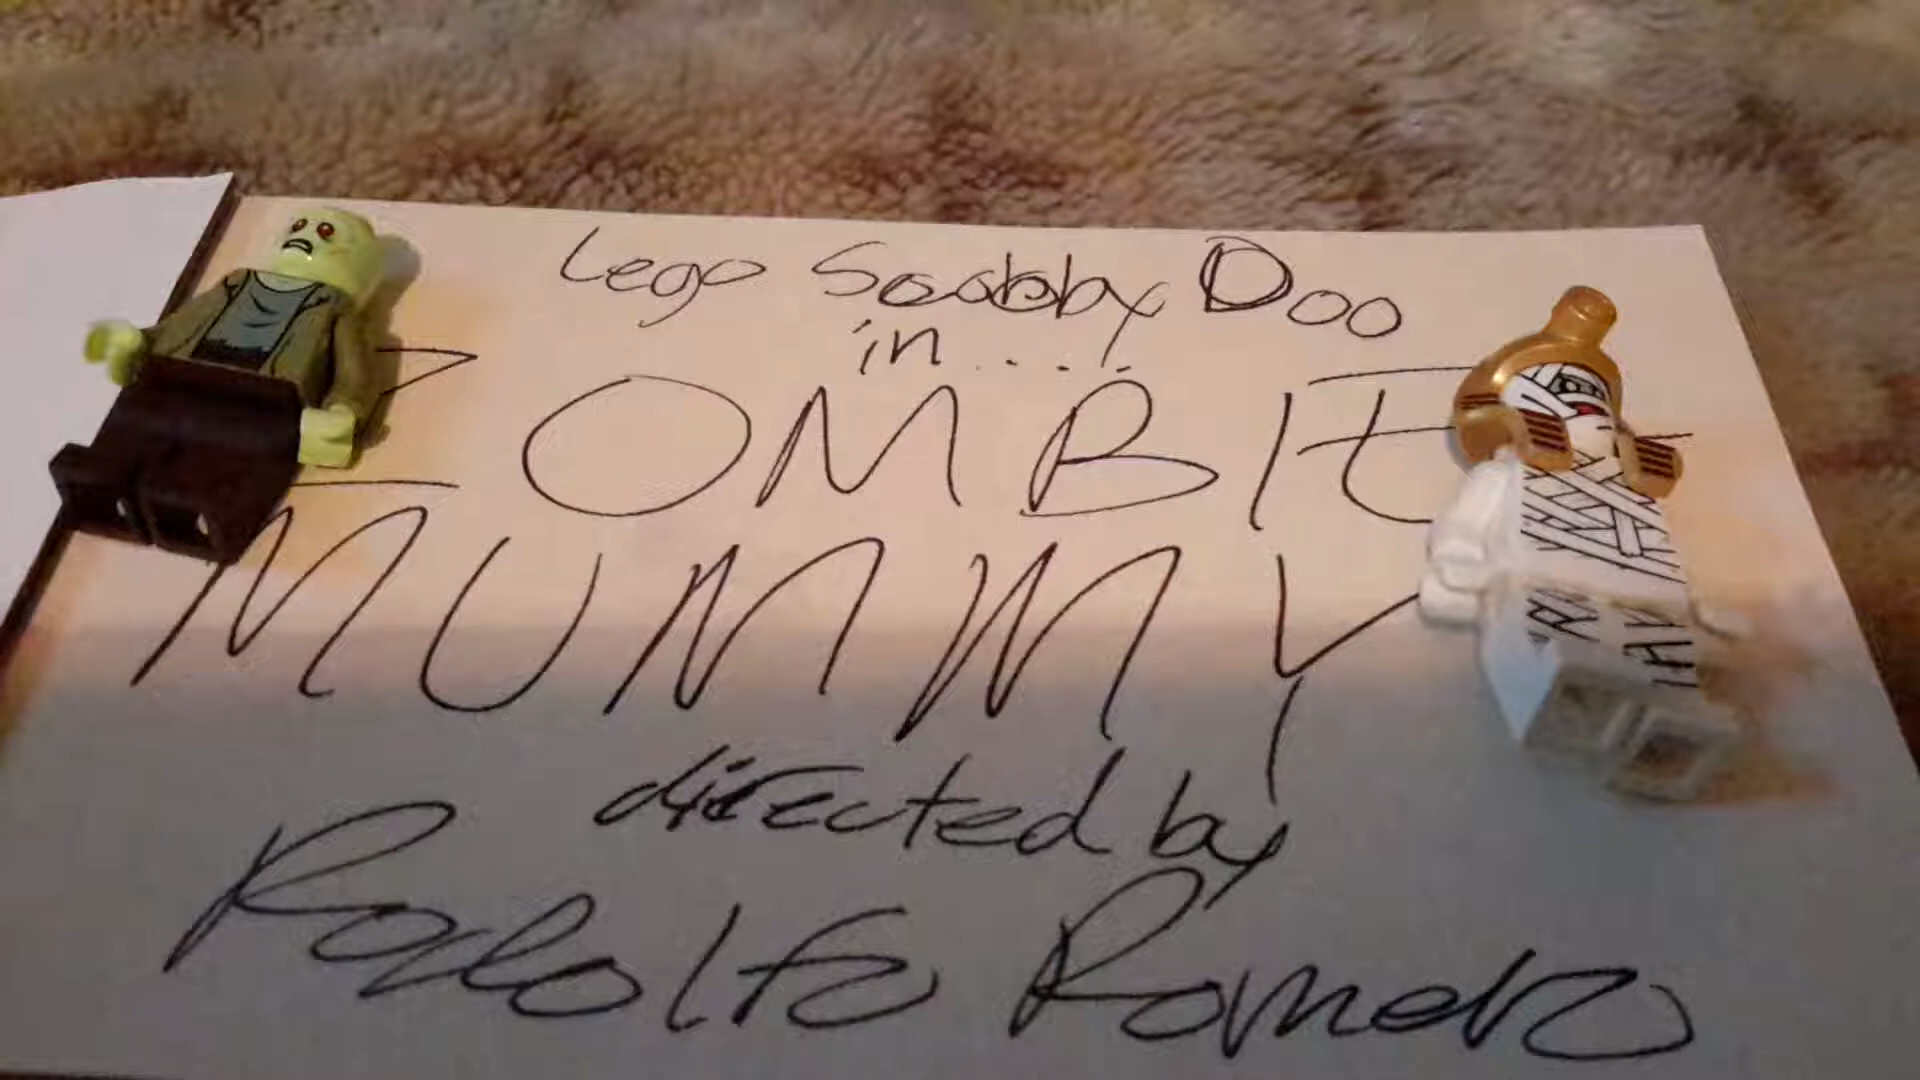 Lego Scooby Doo
in....
ZOMBIE
MUMMY
directed by
Rodolfo Romero